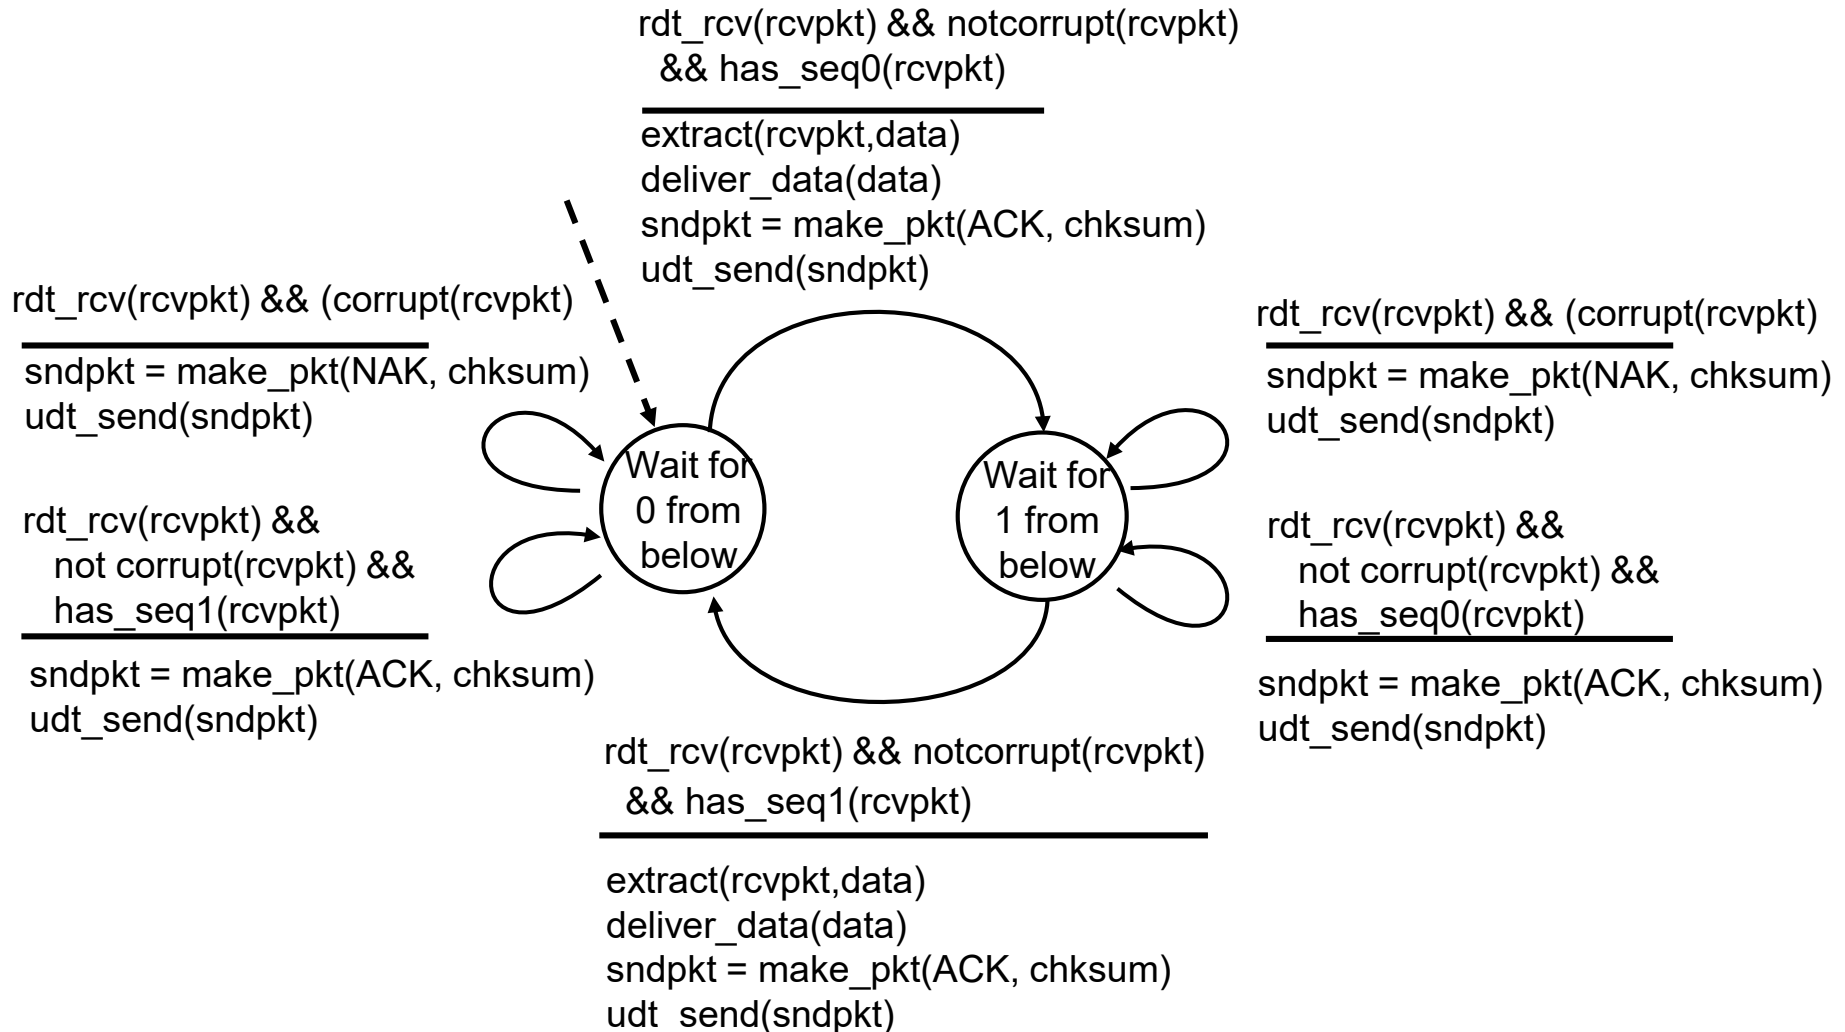 rdt_rcv(rcvpkt) && notcorrupt(rcvpkt)
&& has_seq0(rcvpkt)
extract(rcvpkt,data)
deliver_data(data)
sndpkt = make_pkt(ACK, chksum)
udt_send(sndpkt)
rdt_rcv(rcvpkt) && (corrupt(rcvpkt)
sndpkt = make_pkt(NAK, chksum)
udt_send(sndpkt)
rdt_rcv(rcvpkt) &&
not corrupt(rcvpkt) &&
has_seq1(rcvpkt)
sndpkt = make_pkt(ACK, chksum)
udt_send(sndpkt)
Wait for
0 from
below
Wait for
1 from
below
rdt_rcv(rcvpkt) && (corrupt(rcvpkt)
sndpkt = make_pkt(NAK, chksum)
udt_send(sndpkt)
rdt_rcv(rcvpkt) &&
not corrupt(rcvpkt) &&
has_seq0(rcvpkt)
sndpkt = make_pkt(ACK, chksum)
udt_send(sndpkt)
rdt_rcv(rcvpkt) && notcorrupt(rcvpkt)
&& has_seq1(rcvpkt)
extract(rcvpkt,data)
deliver_data(data)
sndpkt = make_pkt(ACK, chksum)
udt_send(sndpkt)